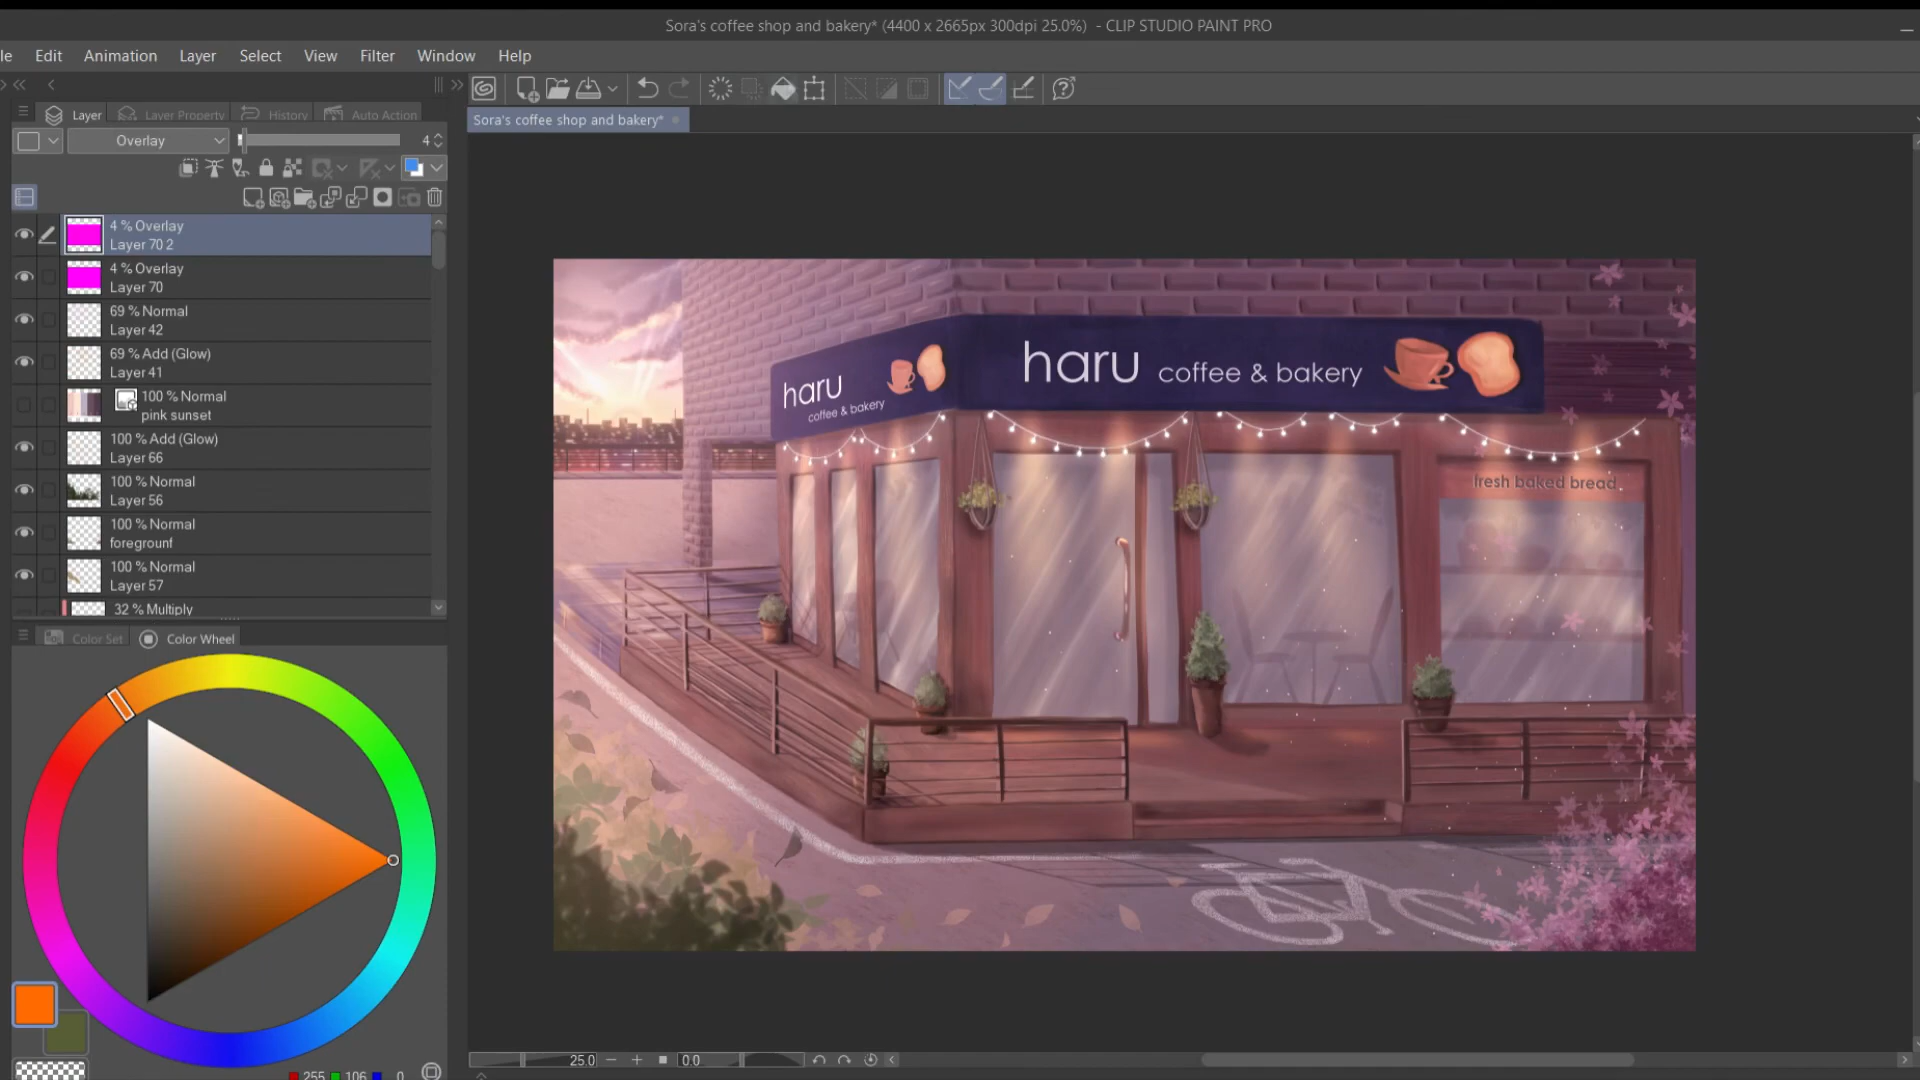 Sora's coffee shop and bakery* (4400 x 2665px 300dpi 25.0%) - CLIP STUDIO PAINT PRO
le Edit Animation Layer Select View Filter Window Help
Layer Layer Property History Auto Action
Sora's coffee shop and bakery*
Overlay 4
4 % Overlay
Layer 70 2
4 % Overlay
Layer 70
69 % Normal
Layer 42
69 % Add (Glow)
Layer 41
100 % Normal
pink sunset
100 % Add (Glow)
Layer 66
100 % Normal
Layer 56
100 % Normal
foregrounf
100 % Normal
Layer 57
32 % Multiply
Color Set Color Wheel
255 106 0
haru
coffee & bakery
haru coffee & bakery
fresh baked bread
25.0 0.0